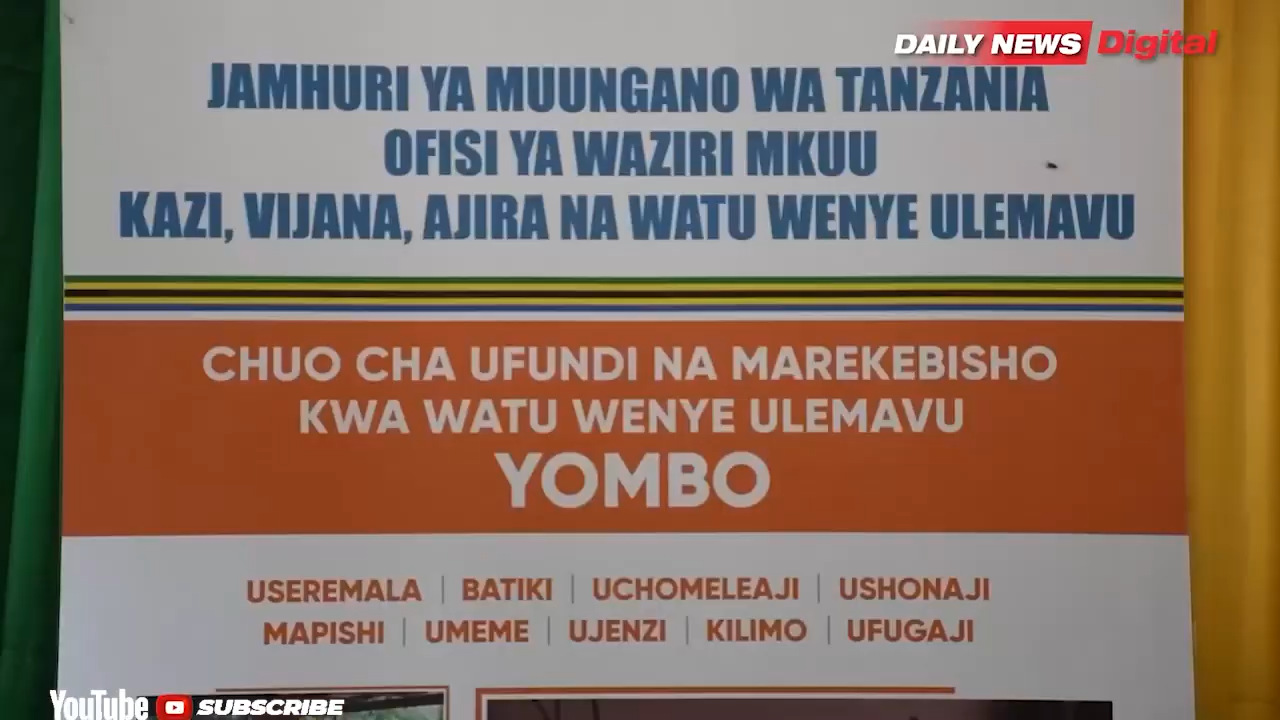 DAILY NEWS Digital
JAMHURI YA MUUNGANO WA TANZANIA
OFISI YA WAZIRI MKUU
KAZI, VIJANA, AJIRA NA WATU WENYE ULEMAVU
CHUO CHA UFUNDI NA MAREKEBISHO
KWA WATU WENYE ULEMAVU
YOMBO
USEREMALA | BATIKI | UCHOMELEAJI | USHONAJI
MAPISHI | UMEME | UJENZI | KILIMO | UFUGAJI
YouTube SUBSCRIBE